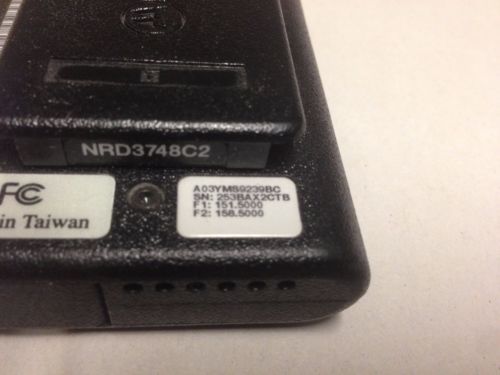 NRD3748C2
FC
in Taiwan
A03YMS9239BC
SN: 253BAX2CTB
F1: 151.5000
F2: 158.5000